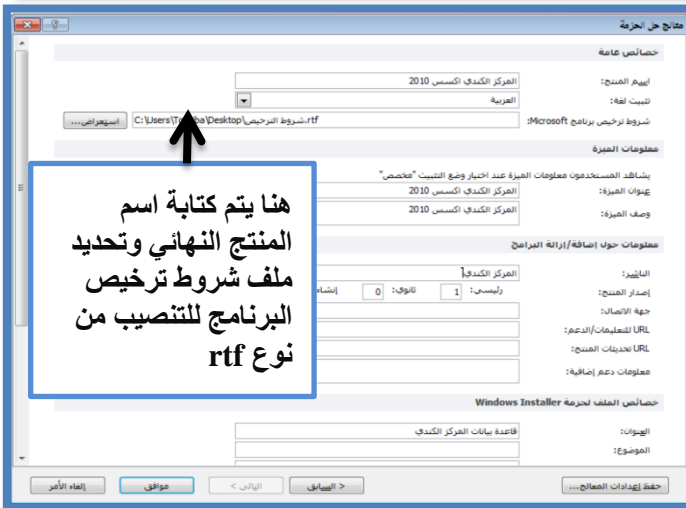 معالج حل الحزمة
خصائص عامة
اسم المنتج: المركز الكندي اكسس 2010
تثبيت لغة: العربية
شروط ترخيص برنامج Microsoft: C:\Users\To ba\Desktop\شروط الترخيص.rtf استعراض...
معلومات الميزة
يشاهد المستخدمون معلومات الميزة عند اختيار وضع التثبيت "مخصص"
عنوان الميزة: المركز الكندي اكسس 2010
وصف الميزة: المركز الكندي اكسس 2010
معلومات حول إضافة/إزالة البرامج
الناشر: المركز الكندي
إصدار المنتج: رئيسي: 1 ثانوي: 0 إنشا
جهة الاتصال:
URL للتعليمات/الدعم:
URL تحديثات المنتج:
معلومات دعم إضافية:
خصائص الملف لحزمة Windows Installer
العنوان: قاعدة بيانات المركز الكندي
الموضوع:
حفظ إعدادات المعالج... < السابق التالي > موافق إلغاء الأمر
هنا يتم كتابة اسم
المنتج النهائي وتحديد
ملف شروط ترخيص
البرنامج للتنصيب من
نوع rtf